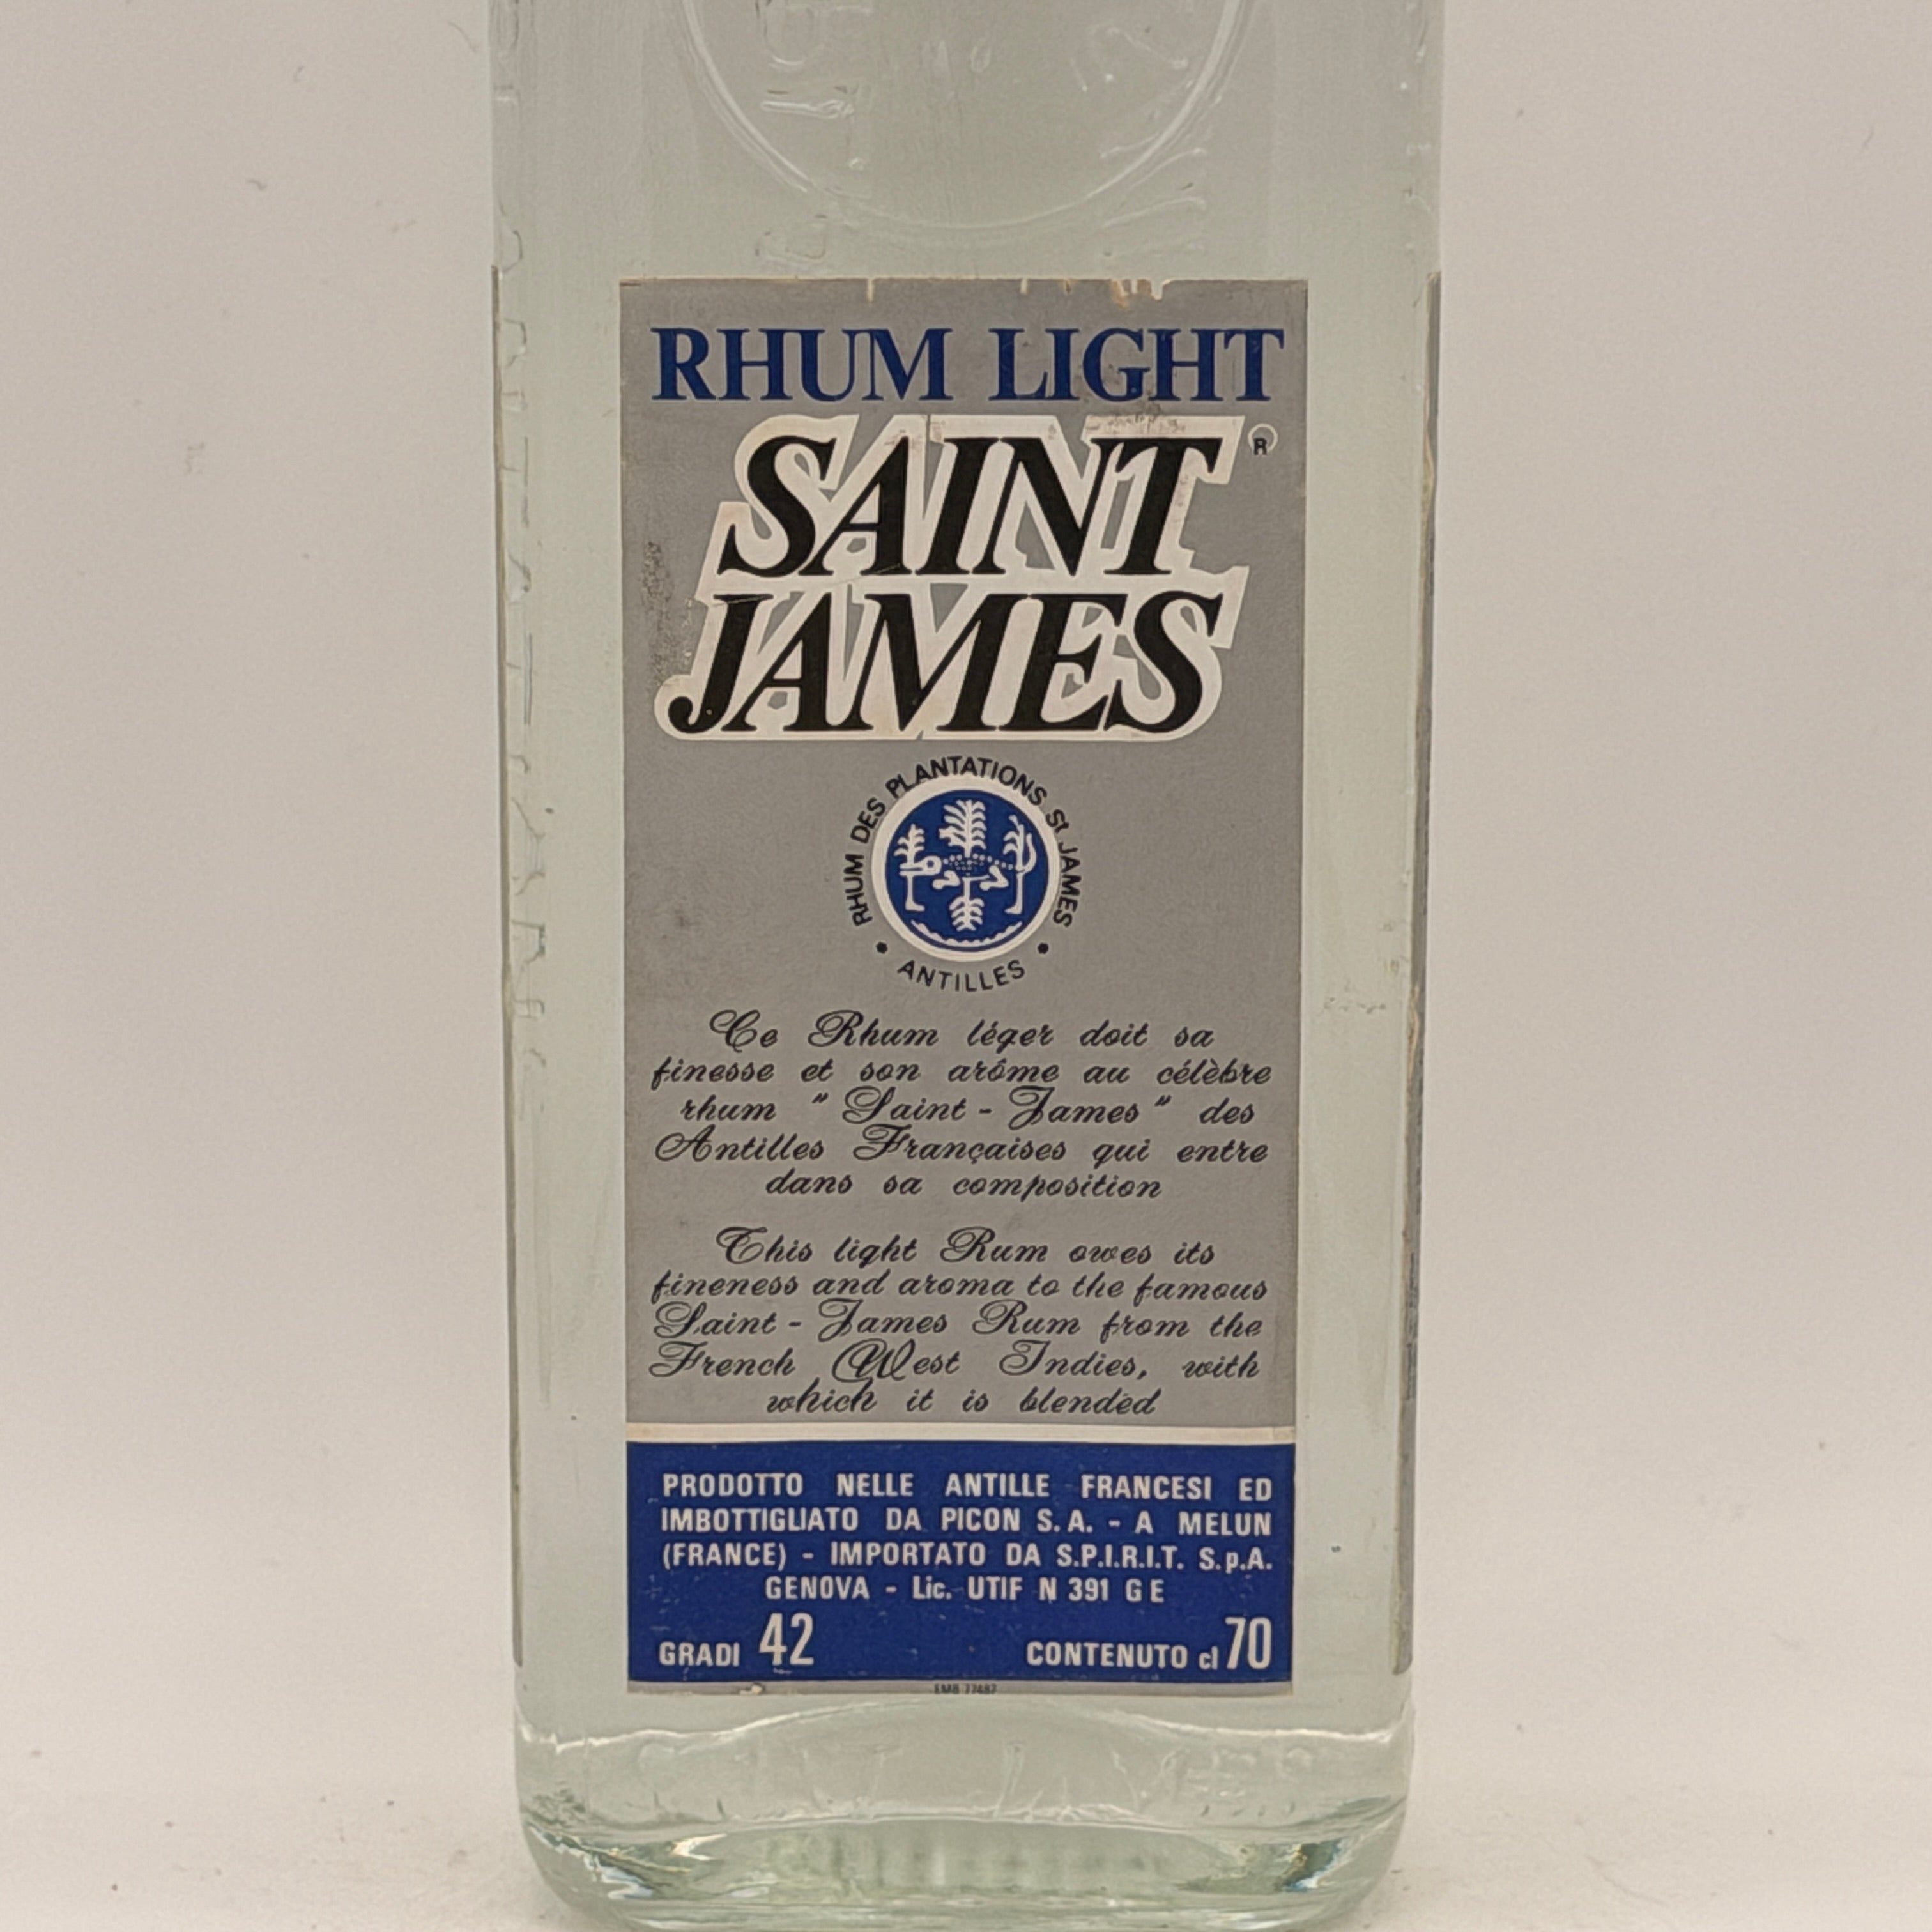 RHUM LIGHT
SAINT ®
JAMES
RHUM DES PLANTATIONS St JAMES
• ANTILLES •
Ce Rhum léger doit sa
finesse et son arôme au célèbre
rhum " Saint - James " des
Antilles Françaises qui entre
dans sa composition
This light Rum owes its
fineness and aroma to the famous
Saint - James Rum from the
French West Indies, with
which it is blended
PRODOTTO NELLE ANTILLE FRANCESI ED
IMBOTTIGLIATO DA PICON S.A. - A MELUN
(FRANCE) - IMPORTATO DA S.P.I.R.I.T. S.p.A.
GENOVA - Lic. UTIF N 391 GE
GRADI 42 CONTENUTO cl 70
EMB 77487